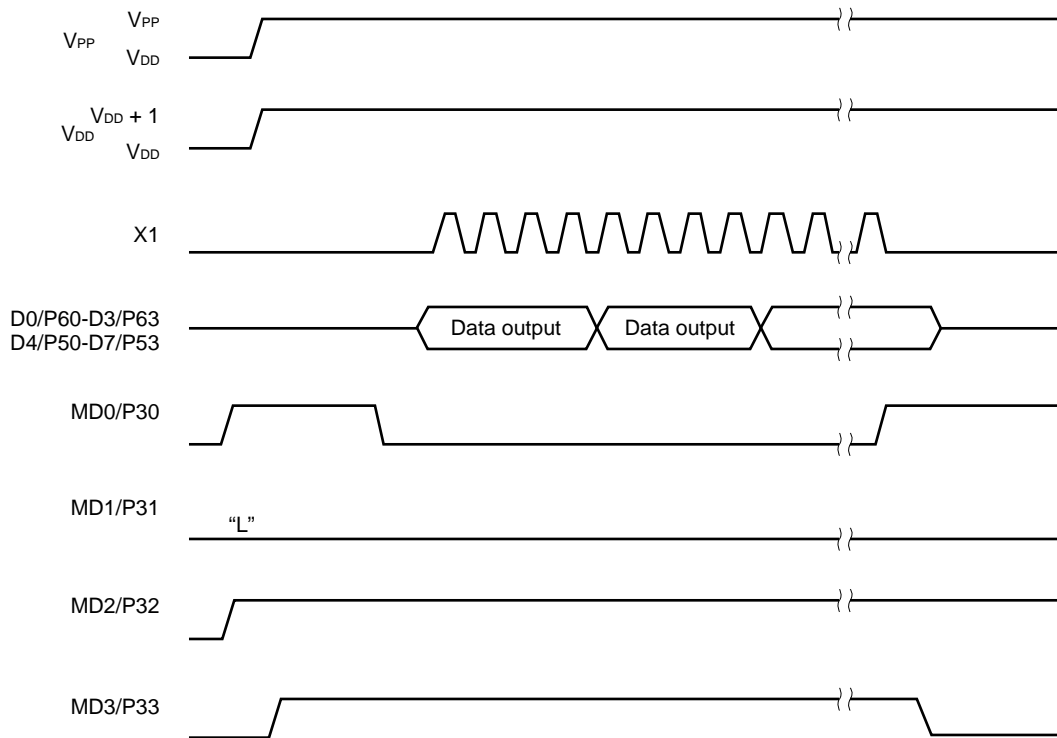 VPP
VPP
VDD
VDD + 1
VDD
VDD
X1
D0/P60-D3/P63
D4/P50-D7/P53
Data output
Data output
MD0/P30
MD1/P31
“L”
MD2/P32
MD3/P33